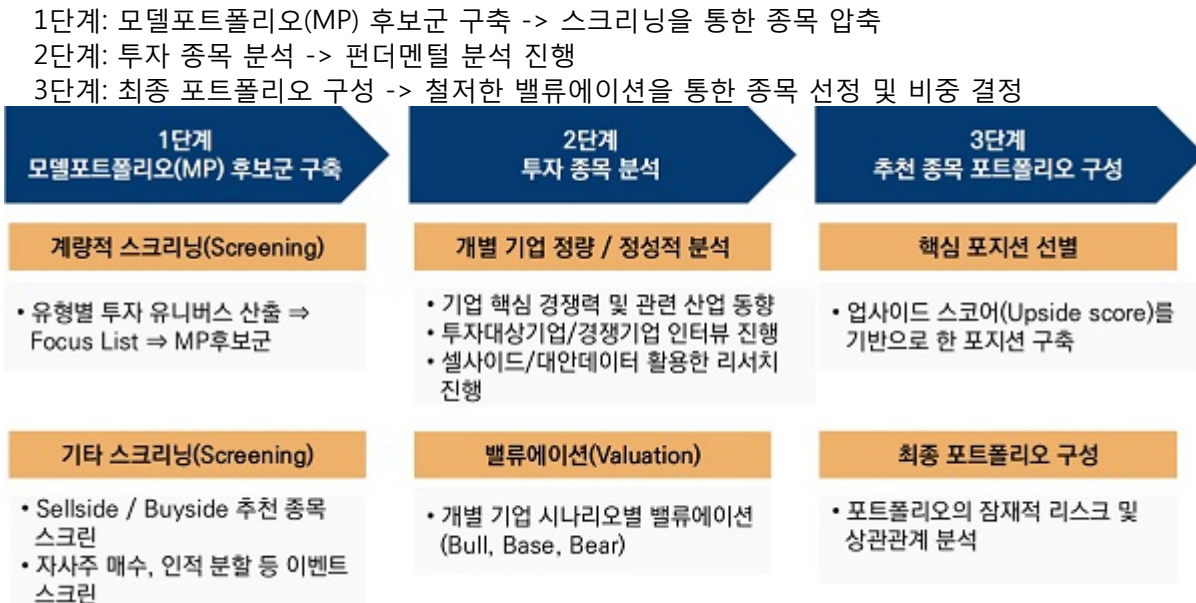 1단계: 모델포트폴리오(MP) 후보군 구축 -> 스크리닝을 통한 종목 압축
2단계: 투자 종목 분석 -> 펀더멘털 분석 진행
3단계: 최종 포트폴리오 구성 -> 철저한 밸류에이션을 통한 종목 선정 및 비중 결정
1단계
모델포트폴리오(MP) 후보군 구축
계량적 스크리닝(Screening)
• 유형별 투자 유니버스 산출 ⇒
Focus List ⇒ MP후보군
기타 스크리닝(Screening)
• Sellside / Buyside 추천 종목
스크린
• 자사주 매수, 인적 분할 등 이벤트
스크린
2단계
투자 종목 분석
개별 기업 정량 / 정성적 분석
• 기업 핵심 경쟁력 및 관련 산업 동향
• 투자대상기업/경쟁기업 인터뷰 진행
• 셀사이드/대안데이터 활용한 리서치
진행
밸류에이션(Valuation)
• 개별 기업 시나리오별 밸류에이션
(Bull, Base, Bear)
3단계
추천 종목 포트폴리오 구성
핵심 포지션 선별
• 업사이드 스코어(Upside score)를
기반으로 한 포지션 구축
최종 포트폴리오 구성
• 포트폴리오의 잠재적 리스크 및
상관관계 분석